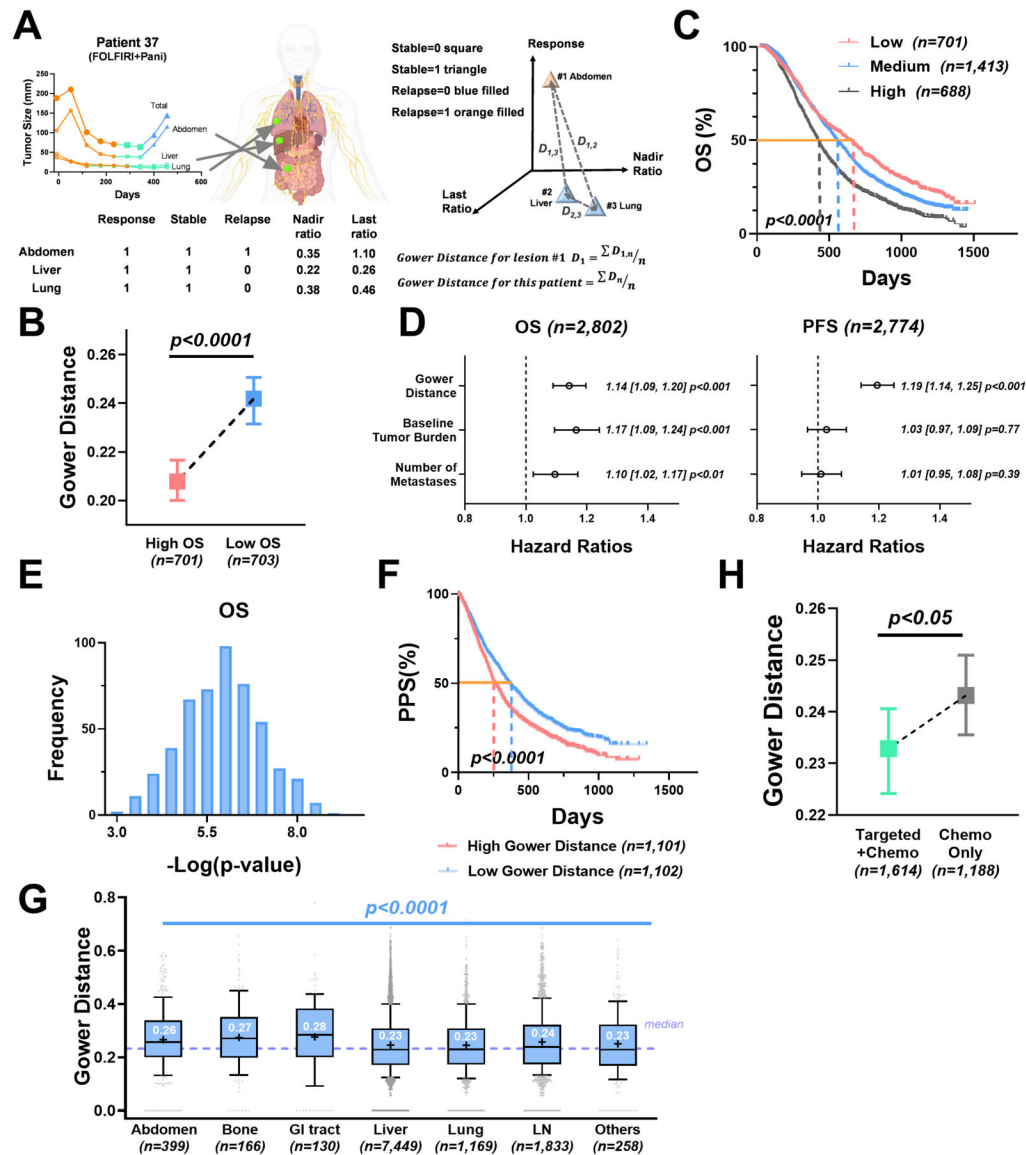 A
Patient 37
(FOLFIRI+Pani)
Tumor Size (mm)
250
200
150
100
50
0
0
200
400
600
Days
Total
Abdomen
Liver
Lung
Stable=0 square
Stable=1 triangle
Relapse=0 blue filled
Relapse=1 orange filled
Response
#1 Abdomen
D1,3
D1,2
Nadir
Ratio
Last
Ratio
#2
Liver
D2,3
#3 Lung
Response Stable Relapse Nadir ratio Last ratio
Abdomen 1 1 1 0.35 1.10
Liver 1 1 0 0.22 0.26
Lung 1 1 0 0.38 0.46
Gower Distance for lesion #1 D1 = ∑ D1,n/n
Gower Distance for this patient = ∑ Dn/n
C
OS (%)
100
50
0
0
500
1000
1500
Days
Low (n=701)
Medium (n=1,413)
High (n=688)
p<0.0001
B
Gower Distance
0.26
0.24
0.22
0.20
p<0.0001
High OS
(n=701)
Low OS
(n=703)
D
OS (n=2,802)
PFS (n=2,774)
Gower
Distance
1.14 [1.09, 1.20] p<0.001
1.19 [1.14, 1.25] p<0.001
Baseline
Tumor Burden
1.17 [1.09, 1.24] p<0.001
1.03 [0.97, 1.09] p=0.77
Number of
Metastases
1.10 [1.02, 1.17] p<0.01
1.01 [0.95, 1.08] p=0.39
0.8 1.0 1.2 1.4
0.8 1.0 1.2 1.4
Hazard Ratios
Hazard Ratios
E
OS
Frequency
100
50
0
3.0 5.5 8.0
-Log(p-value)
F
PPS(%)
100
50
0
0 500 1000 1500
p<0.0001
Days
High Gower Distance (n=1,101)
Low Gower Distance (n=1,102)
H
Gower Distance
0.26
0.25
0.24
0.23
0.22
p<0.05
Targeted
+Chemo
(n=1,614)
Chemo
Only
(n=1,188)
G
Gower Distance
0.8
0.6
0.4
0.2
0.0
p<0.0001
0.26 0.27 0.28 0.23 0.23 0.24 0.23
median
Abdomen Bone GI tract Liver Lung LN Others
(n=399) (n=166) (n=130) (n=7,449) (n=1,169) (n=1,833) (n=258)